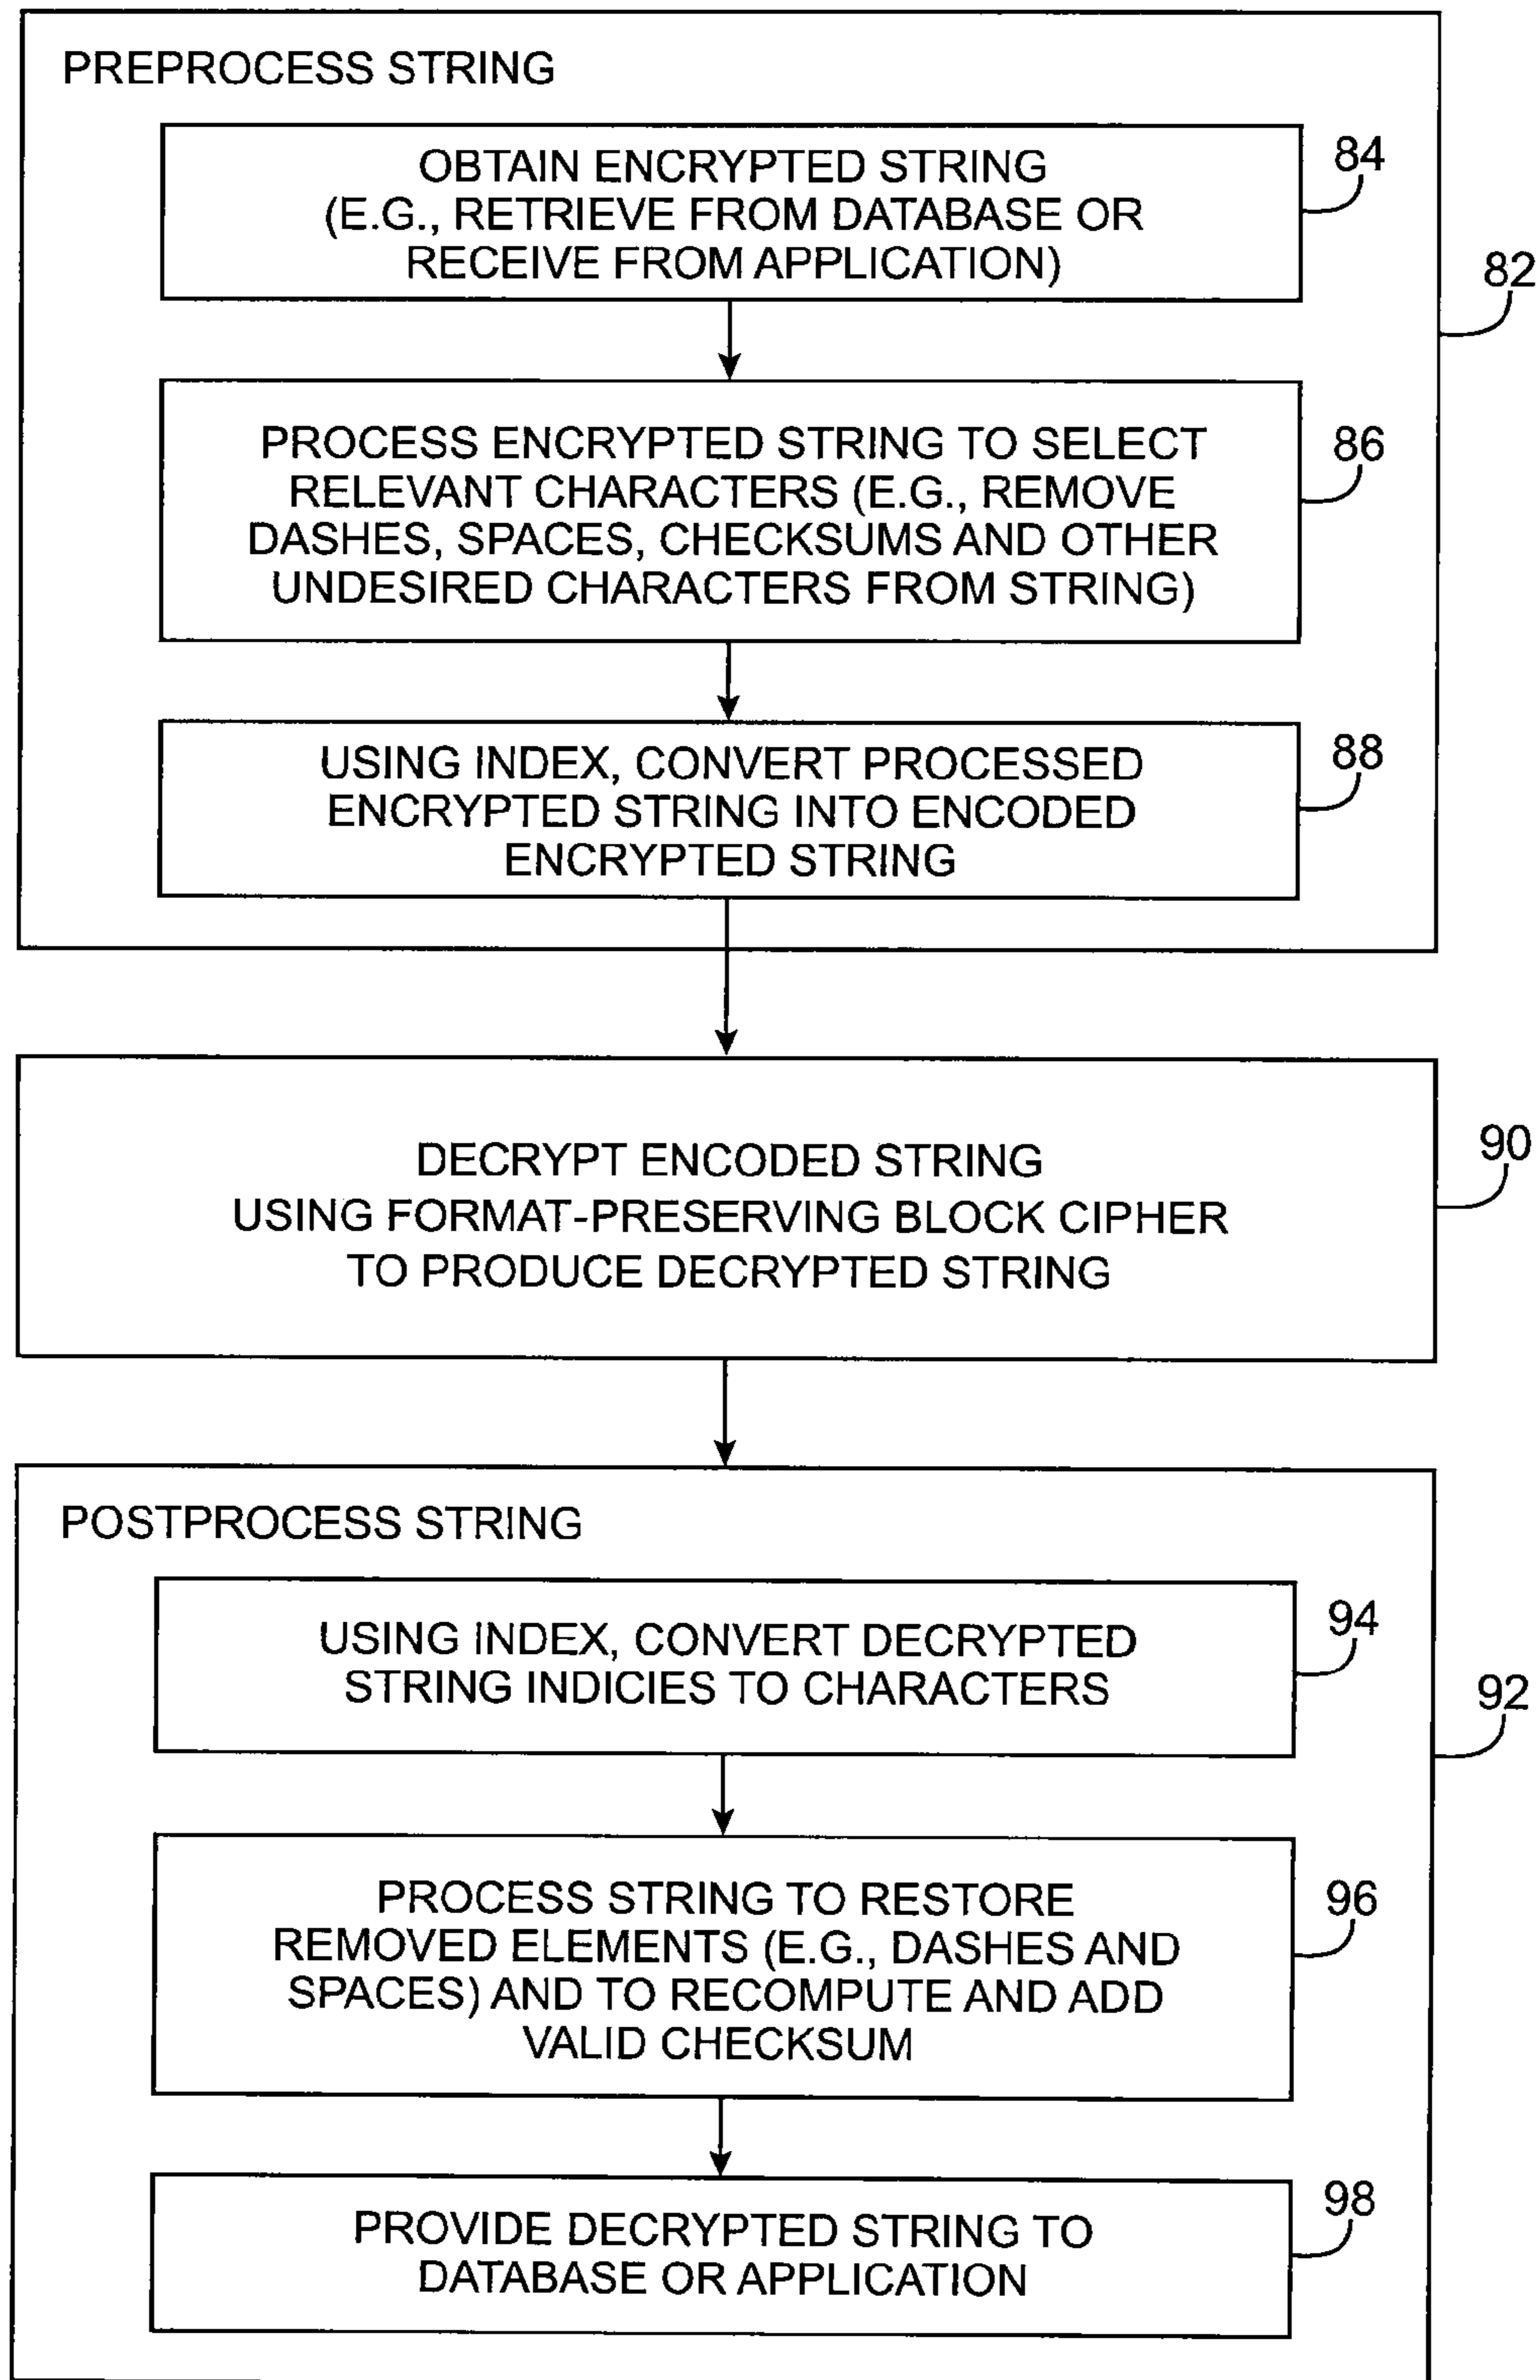 PREPROCESS STRING
OBTAIN ENCRYPTED STRING
(E.G., RETRIEVE FROM DATABASE OR
RECEIVE FROM APPLICATION)
84
82
PROCESS ENCRYPTED STRING TO SELECT
RELEVANT CHARACTERS (E.G., REMOVE
DASHES, SPACES, CHECKSUMS AND OTHER
UNDESIRED CHARACTERS FROM STRING)
86
USING INDEX, CONVERT PROCESSED
ENCRYPTED STRING INTO ENCODED
ENCRYPTED STRING
88
DECRYPT ENCODED STRING
USING FORMAT-PRESERVING BLOCK CIPHER
TO PRODUCE DECRYPTED STRING
90
POSTPROCESS STRING
USING INDEX, CONVERT DECRYPTED
STRING INDICIES TO CHARACTERS
94
92
PROCESS STRING TO RESTORE
REMOVED ELEMENTS (E.G., DASHES AND
SPACES) AND TO RECOMPUTE AND ADD
VALID CHECKSUM
96
PROVIDE DECRYPTED STRING TO
DATABASE OR APPLICATION
98